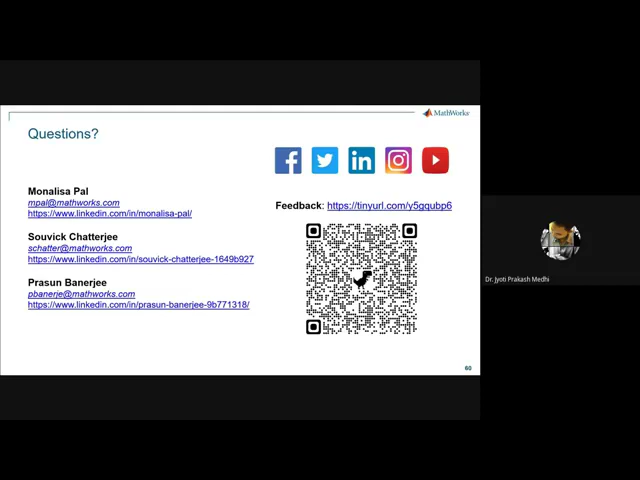 MathWorks
Questions?
Monalisa Pal
mpal@mathworks.com
https://www.linkedin.com/in/monalisa-pal/
Souvick Chatterjee
schatter@mathworks.com
https://www.linkedin.com/in/souvick-chatterjee-1649b927
Prasun Banerjee
pbanerje@mathworks.com
https://www.linkedin.com/in/prasun-banerjee-9b771318/
Feedback: https://tinyurl.com/y5gqubp6
60
Dr. Jyoti Prakash Medhi